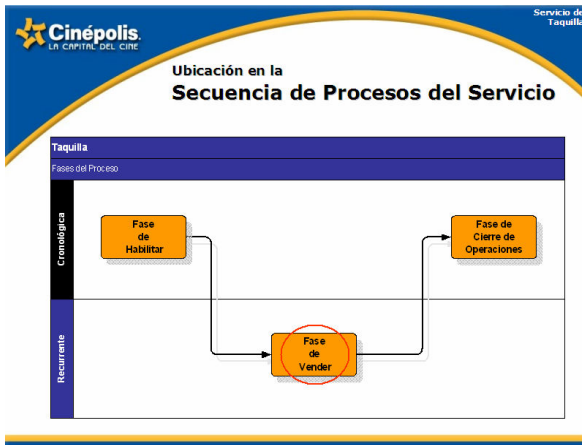 Servicio de
Taquilla
Cinépolis.
LA CAPITAL DEL CINE
Ubicación en la
Secuencia de Procesos del Servicio
Taquilla
Fases del Proceso
Cronológica
Fase
de
Habilitar
Fase de
Cierre de
Operaciones
Recurrente
Fase
de
Vender